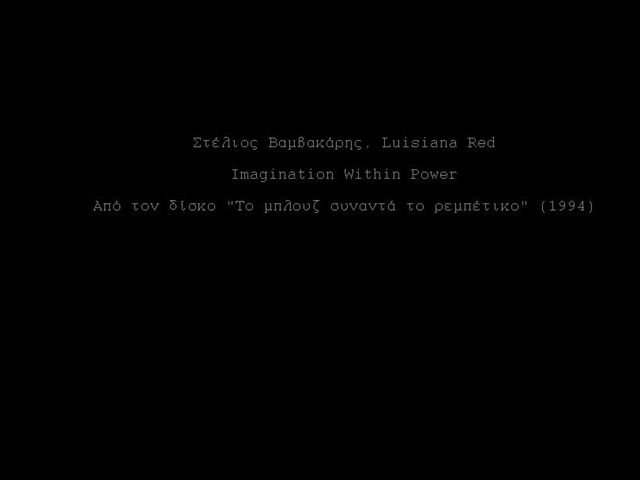 Στέλιος Βαμβακάρης. Luisiana Red
Imagination Within Power
Από τον δίσκο "Το μπλουζ συναντά το ρεμπέτικο" (1994)